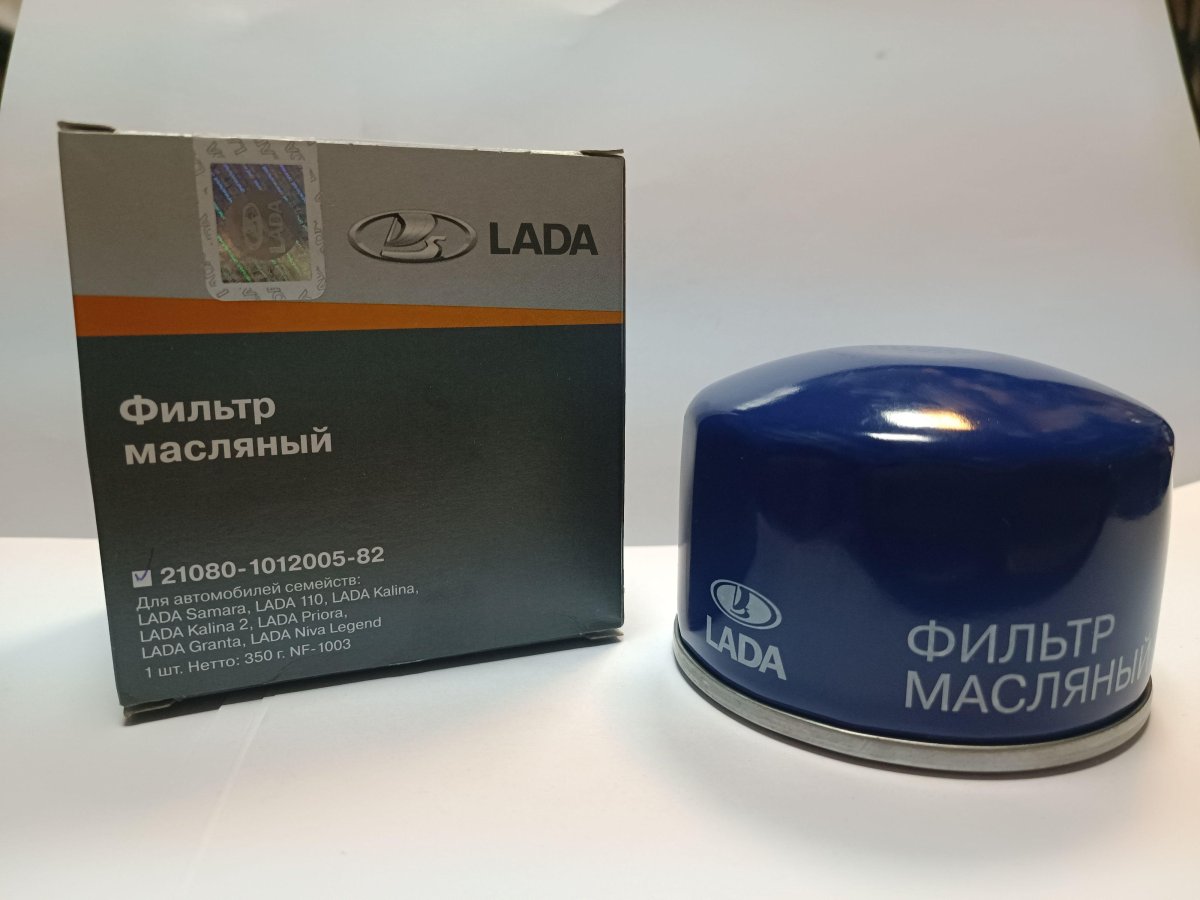 LADA
LADA
Фильтр
масляный
21080-1012005-82
Для автомобилей семейств:
LADA Samara, LADA 110, LADA Kalina,
LADA Kalina 2, LADA Priora,
LADA Granta, LADA Niva Legend
1 шт. Нетто: 350 г. NF-1003
LADA
ФИЛЬТР
МАСЛЯНЫЙ